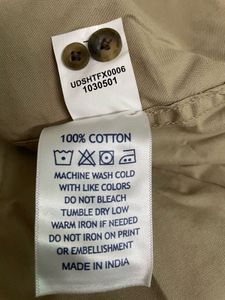 UDSHTFX0006
1030501
100% COTTON
MACHINE WASH COLD
WITH LIKE COLORS
DO NOT BLEACH
TUMBLE DRY LOW
WARM IRON IF NEEDED
DO NOT IRON ON PRINT
OR EMBELLISHMENT
MADE IN INDIA